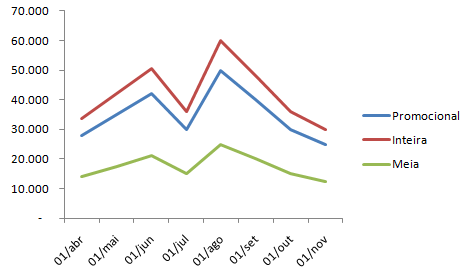 70.000
60.000
50.000
40.000
30.000
20.000
10.000
-
01/abr
01/mai
01/jun
01/jul
01/ago
01/set
01/out
01/nov
Promocional
Inteira
Meia